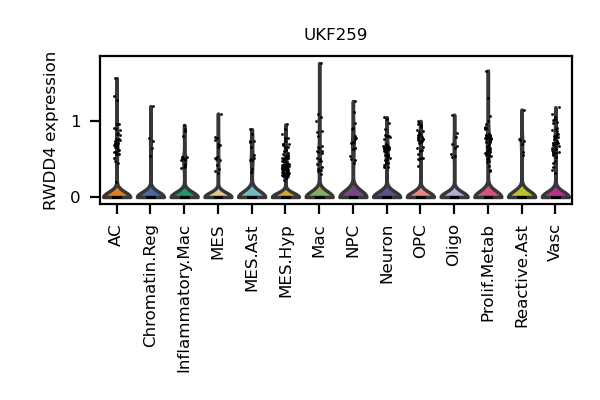 UKF259
RWDD4 expression
1
0
AC
Chromatin.Reg
Inflammatory.Mac
MES
MES.Ast
MES.Hyp
Mac
NPC
Neuron
OPC
Oligo
Prolif.Metab
Reactive.Ast
Vasc